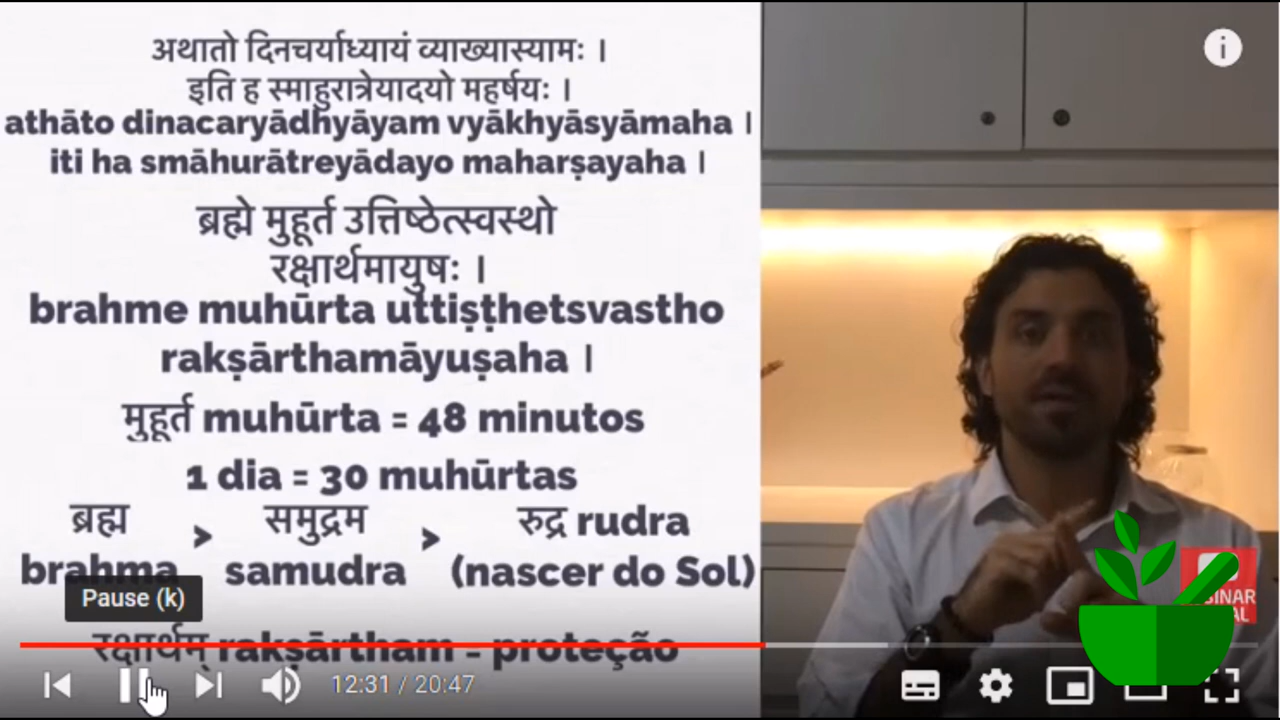 अथातो दिनचर्याध्यायं व्याख्यास्यामः ।
इति ह स्माहुरात्रेयादयो महर्षयः ।
athāto dinacaryādhyāyam vyākhyāsyāmaha ।
iti ha smāhurātreyādayo maharṣayaha ।
ब्रह्मे मुहूर्त उत्तिष्ठेत्स्वस्थो
रक्षार्थमायुषः ।
brahme muhūrta uttiṣṭhetsvastho
rakṣārthamāyuṣaha ।
मुहूर्त muhūrta = 48 minutos
1 dia = 30 muhūrtas
ब्रह्म > समुद्रम > रुद्र rudra
brahma samudra (nascer do Sol)
Pause (k)
रक्षार्थम् rakṣārtham = proteção
12:31 / 20:47